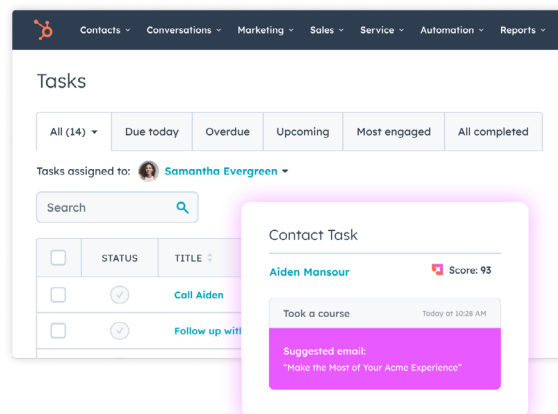 Contacts Conversations Marketing Sales Service Automation Reports
Tasks
All (14) Due today Overdue Upcoming Most engaged All completed
Tasks assigned to: Samantha Evergreen
Search
STATUS TITLE
Call Aiden
Follow up with
Contact Task
Aiden Mansour Score: 93
Took a course Today at 10:28 AM
Suggested email:
“Make the Most of Your Acme Experience”